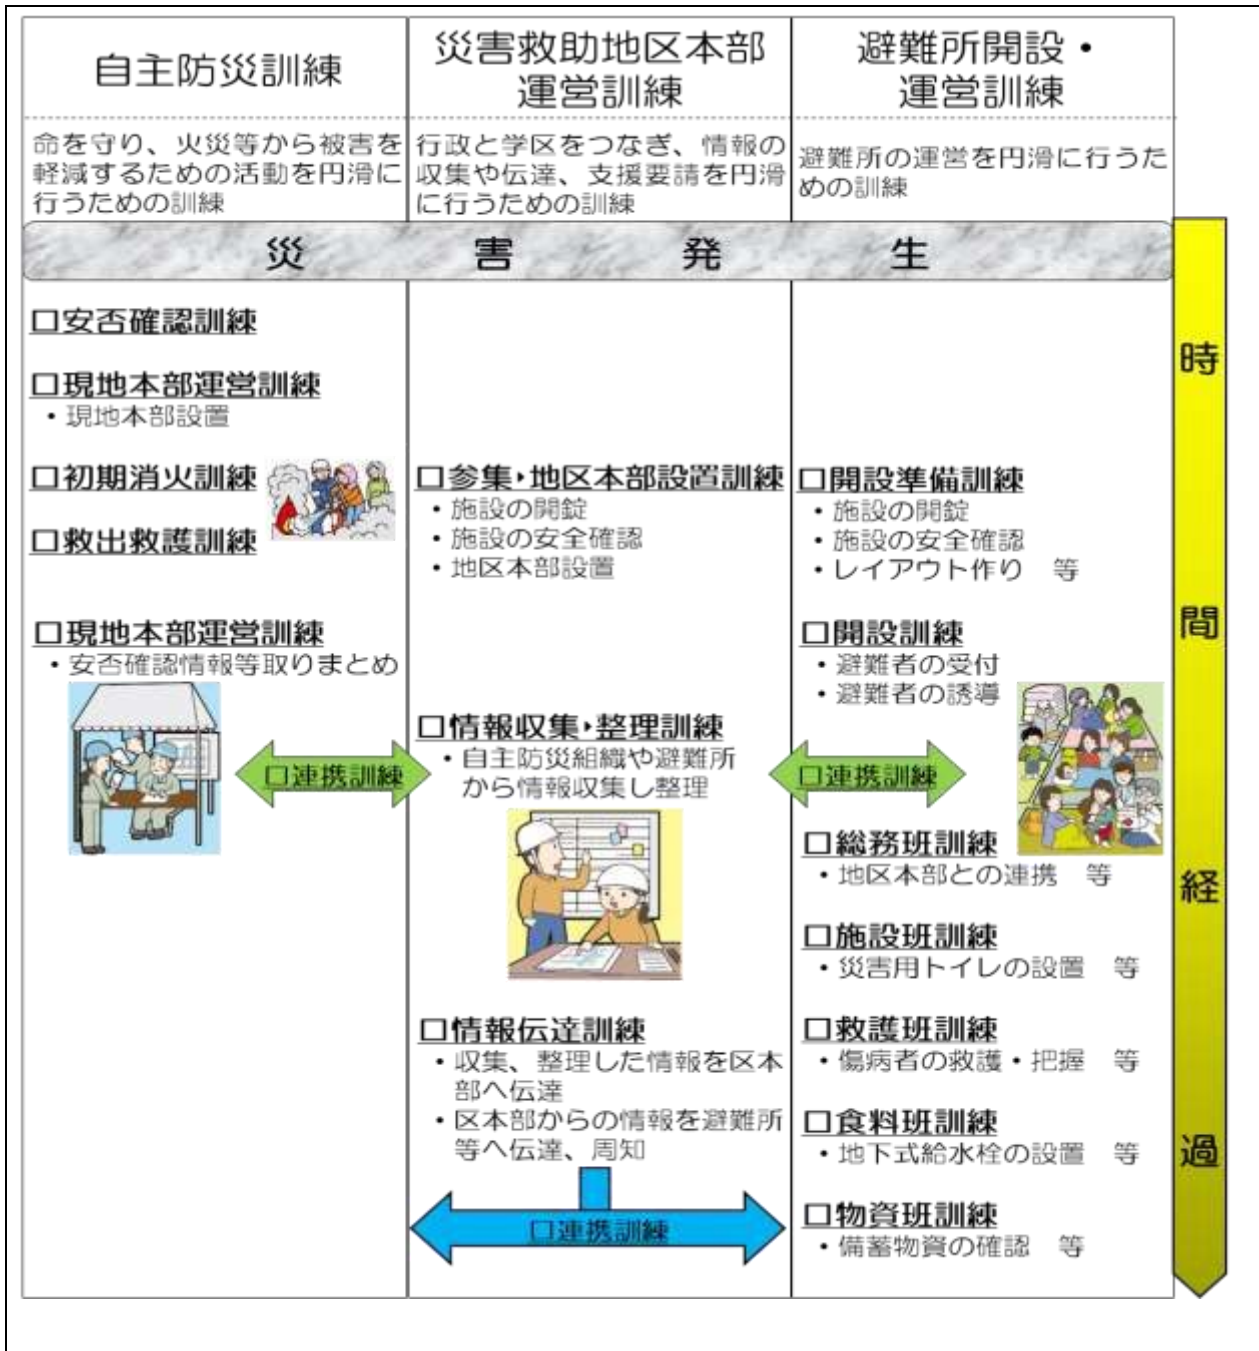 自主防災訓練
命を守り、火災等から被害を
軽減するための活動を円滑に
行うための訓練
災害救助地区本部
運営訓練
行政と学区をつなぎ、情報の
収集や伝達、支援要請を円滑
に行うための訓練
避難所開設・
運営訓練
避難所の運営を円滑に行うた
めの訓練
災害発生
□安否確認訓練
□現地本部運営訓練
・現地本部設置
□初期消火訓練
□救出救護訓練
□現地本部運営訓練
・安否確認情報等取りまとめ
□連携訓練
□参集・地区本部設置訓練
・施設の開錠
・施設の安全確認
・地区本部設置
□情報収集・整理訓練
・自主防災組織や避難所
から情報収集し整理
□情報伝達訓練
・収集、整理した情報を区本
部へ伝達
・区本部からの情報を避難所
等へ伝達、周知
□連携訓練
□開設準備訓練
・施設の開錠
・施設の安全確認
・レイアウト作り 等
□開設訓練
・避難者の受付
・避難者の誘導
□連携訓練
□総務班訓練
・地区本部との連携 等
□施設班訓練
・災害用トイレの設置 等
□救護班訓練
・傷病者の救護・把握 等
□食料班訓練
・地下式給水栓の設置 等
□物資班訓練
・備蓄物資の確認 等
時間経過